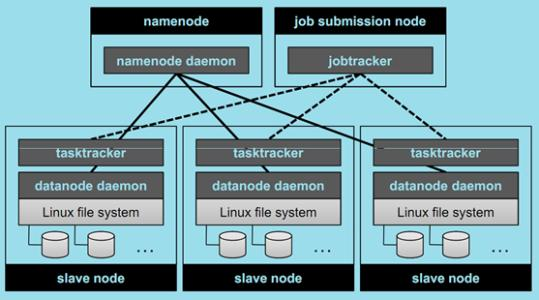 namenode
job submission node
namenode daemon
jobtracker
tasktracker
tasktracker
tasktracker
datanode daemon
datanode daemon
datanode daemon
Linux file system
Linux file system
Linux file system
...
...
...
slave node
slave node
slave node